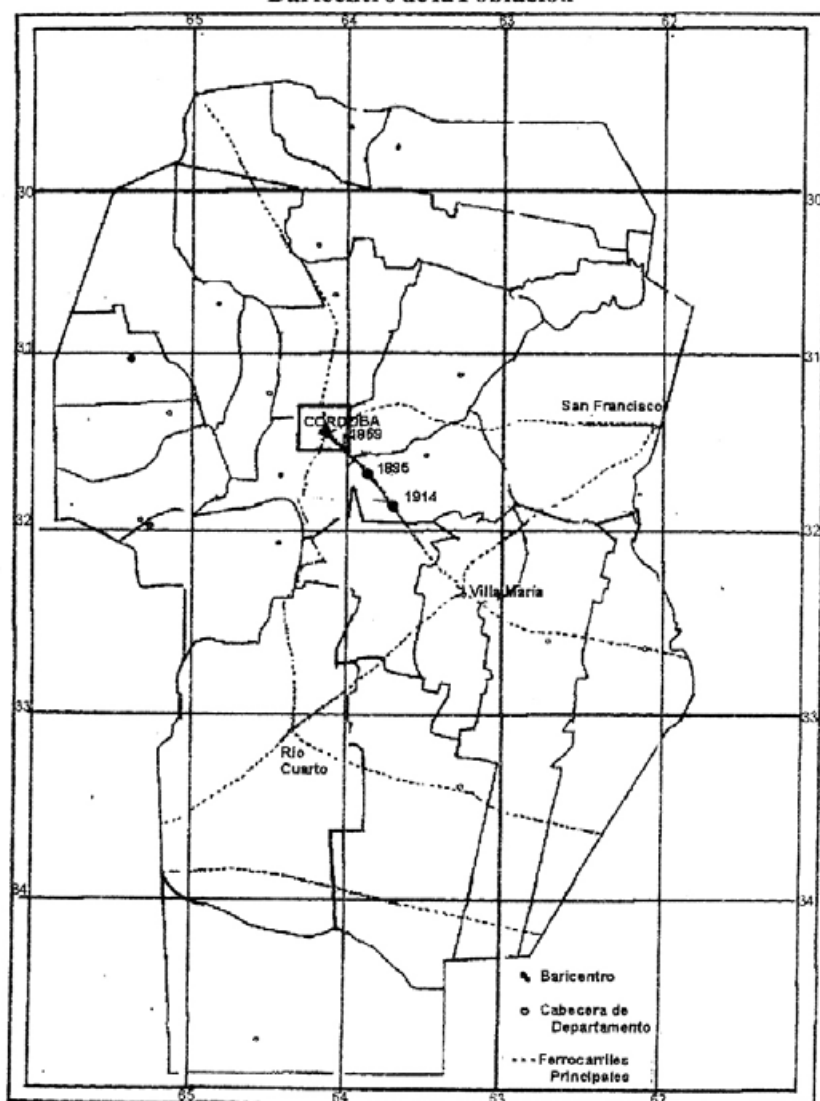 Baricentro de la Población
65 64 63 62
30 30
31 31
San Francisco
CORDOBA
1869
1895
1914
32 32
Villa María
33 33
Río
Cuarto
34 34
Baricentro
Cabecera de
Departamento
Ferrocarriles
Principales
65 64 63 62